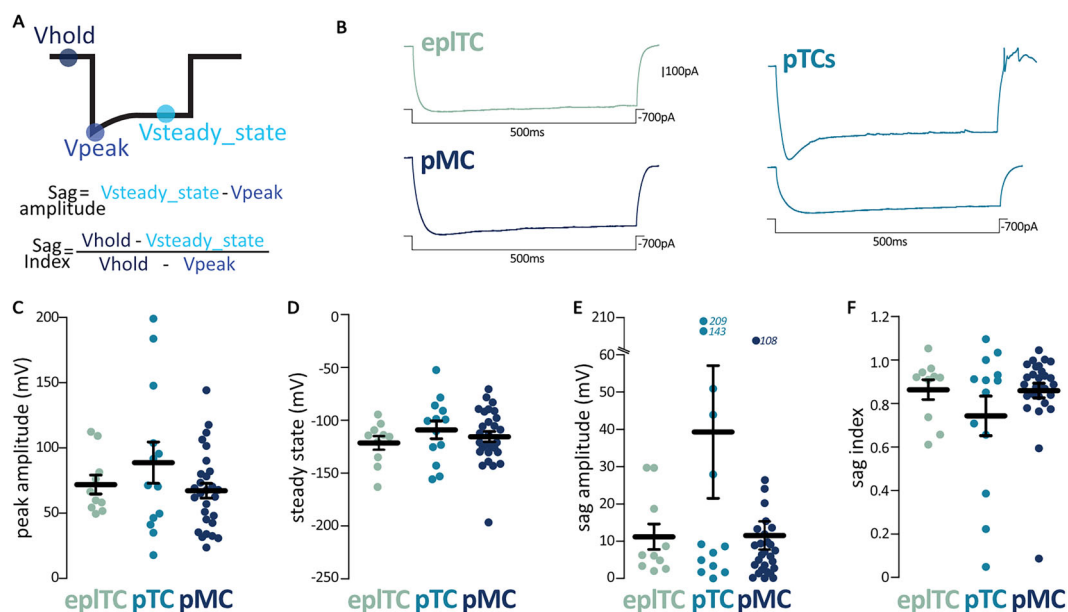 A
Vhold
Vsteady_state
Vpeak
Sag amplitude = Vsteady_state - Vpeak
Sag Index = Vhold - Vsteady_state
Vhold - Vpeak
B
eplTC
100pA
-700pA
500ms
pMC
-700pA
500ms
pTCs
-700pA
500ms
C
peak amplitude (mV)
200
150
100
50
0
eplTC pTC pMC
D
steady state (mV)
0
-50
-100
-150
-200
-250
eplTC pTC pMC
E
sag amplitude (mV)
210
60
50
40
30
20
10
0
209
143
108
eplTC pTC pMC
F
sag index
1.2
1.0
0.8
0.6
0.4
0.2
0
eplTC pTC pMC